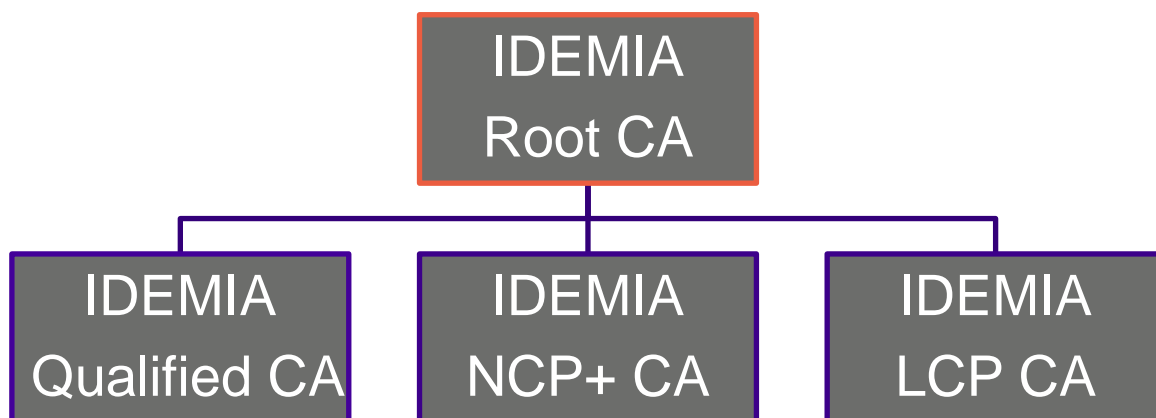 IDEMIA
Root CA
IDEMIA
Qualified CA
IDEMIA
NCP+ CA
IDEMIA
LCP CA